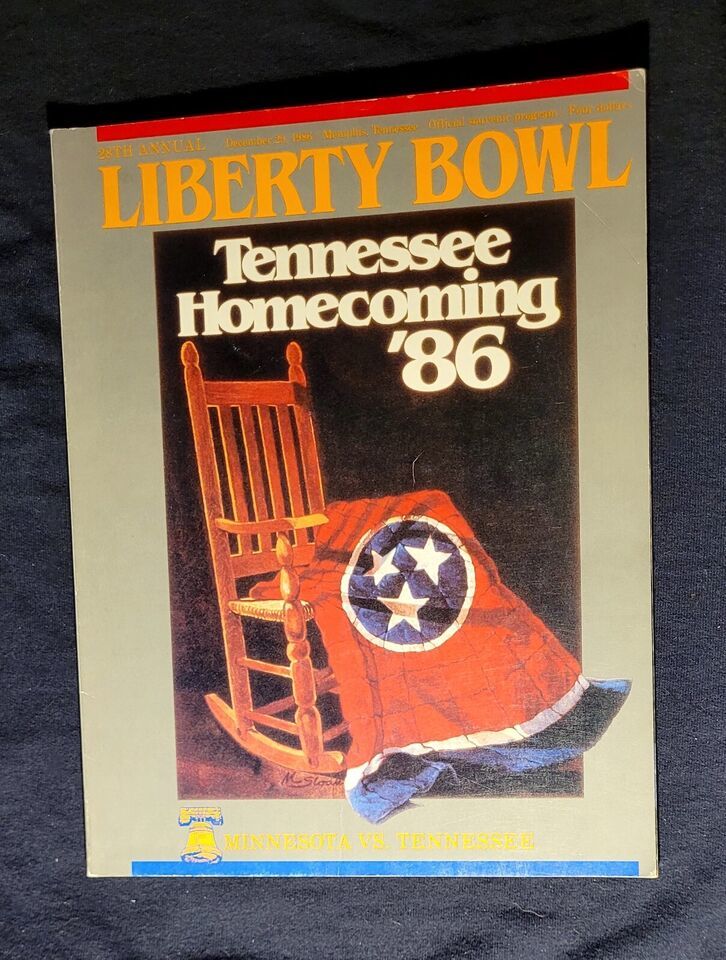 28TH ANNUAL December 29, 1986 Memphis, Tennessee Official souvenir program Four dollars
LIBERTY BOWL
Tennessee
Homecoming
'86
M Sloan
MINNESOTA VS. TENNESSEE